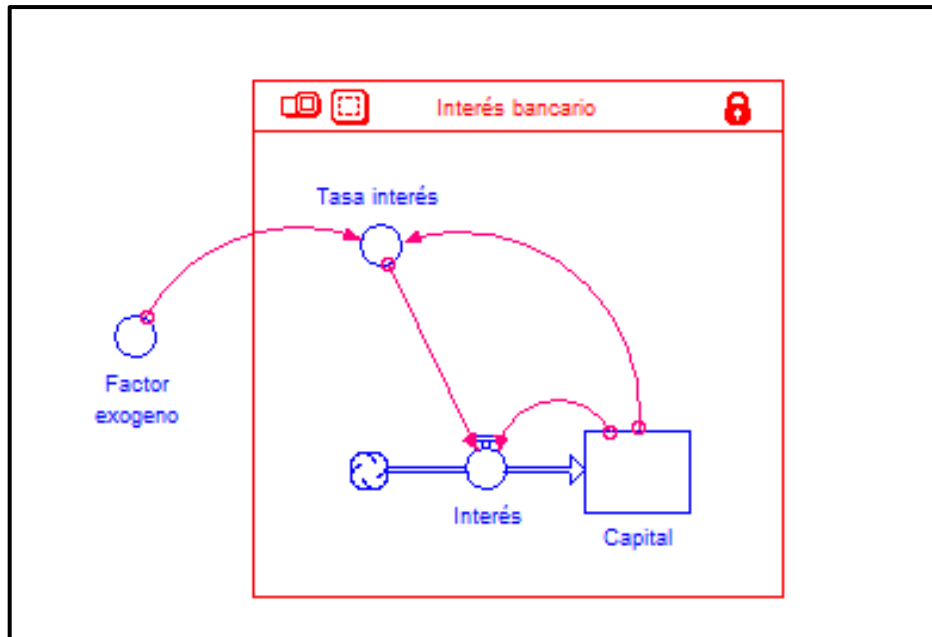 Interés bancario
Tasa interés
Factor
exogeno
Interés
Capital